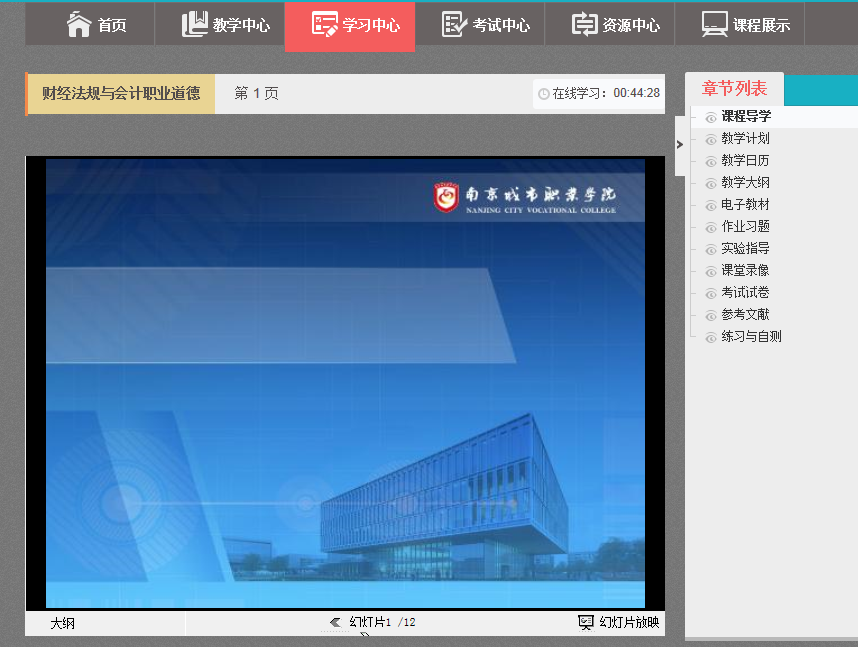 首页 教学中心 学习中心 考试中心 资源中心 课程展示
财经法规与会计职业道德 第 1 页 在线学习：00:44:28
南京城市职业学院
NANJING CITY VOCATIONAL COLLEGE
大纲 幻灯片1 /12 幻灯片放映
章节列表
课程导学
教学计划
教学日历
教学大纲
电子教材
作业习题
实验指导
课堂录像
考试试卷
参考文献
练习与自测